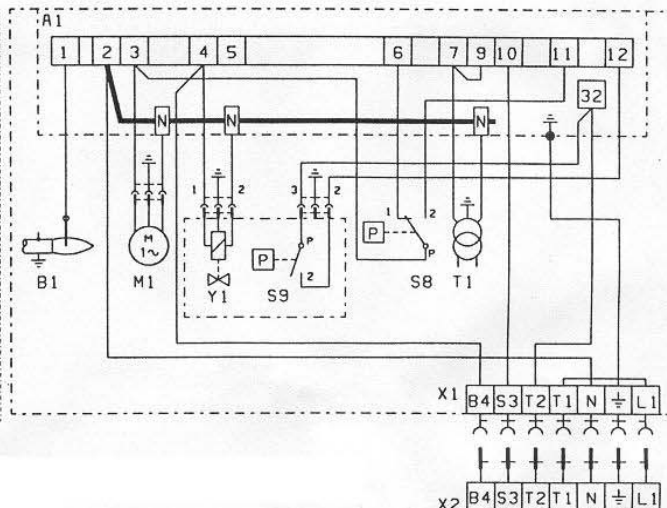 A1
1 2 3 4 5 6 7 9 10 11 12
32
N N N
1 2 3 2 1 2
P P P P
M
1~
2
B1 M1 Y1 S9 S8 T1
X1 B4 S3 T2 T1 N L1
X2 B4 S3 T2 T1 N L1